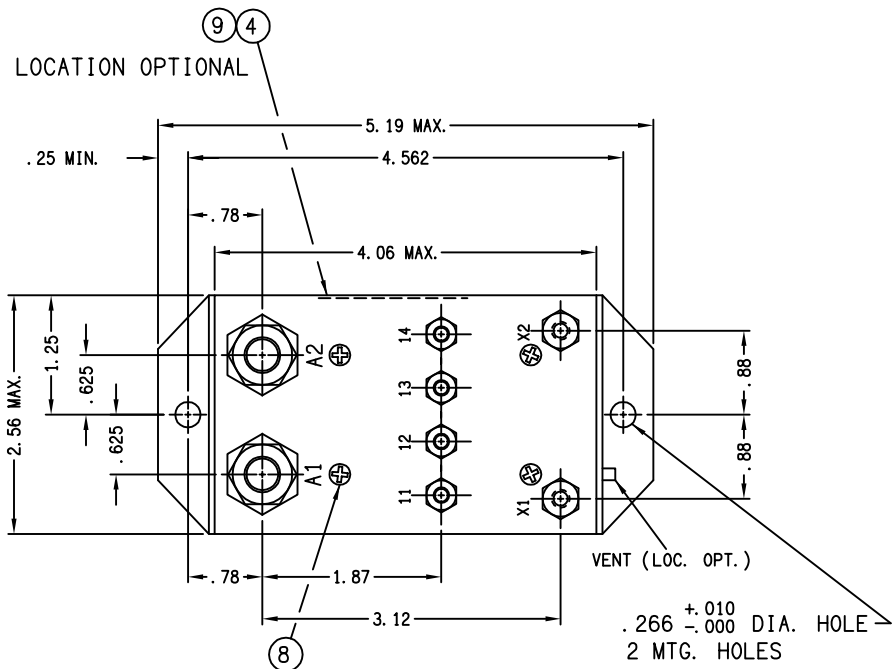 9 4
LOCATION OPTIONAL
5.19 MAX.
.25 MIN.
4.562
.78
4.06 MAX.
2.56 MAX.
1.25
.625
.625
A2
A1
14
13
12
11
X2
X1
.88
.88
VENT (LOC. OPT.)
.78
1.87
3.12
8
.266 +.010 -.000 DIA. HOLE
2 MTG. HOLES